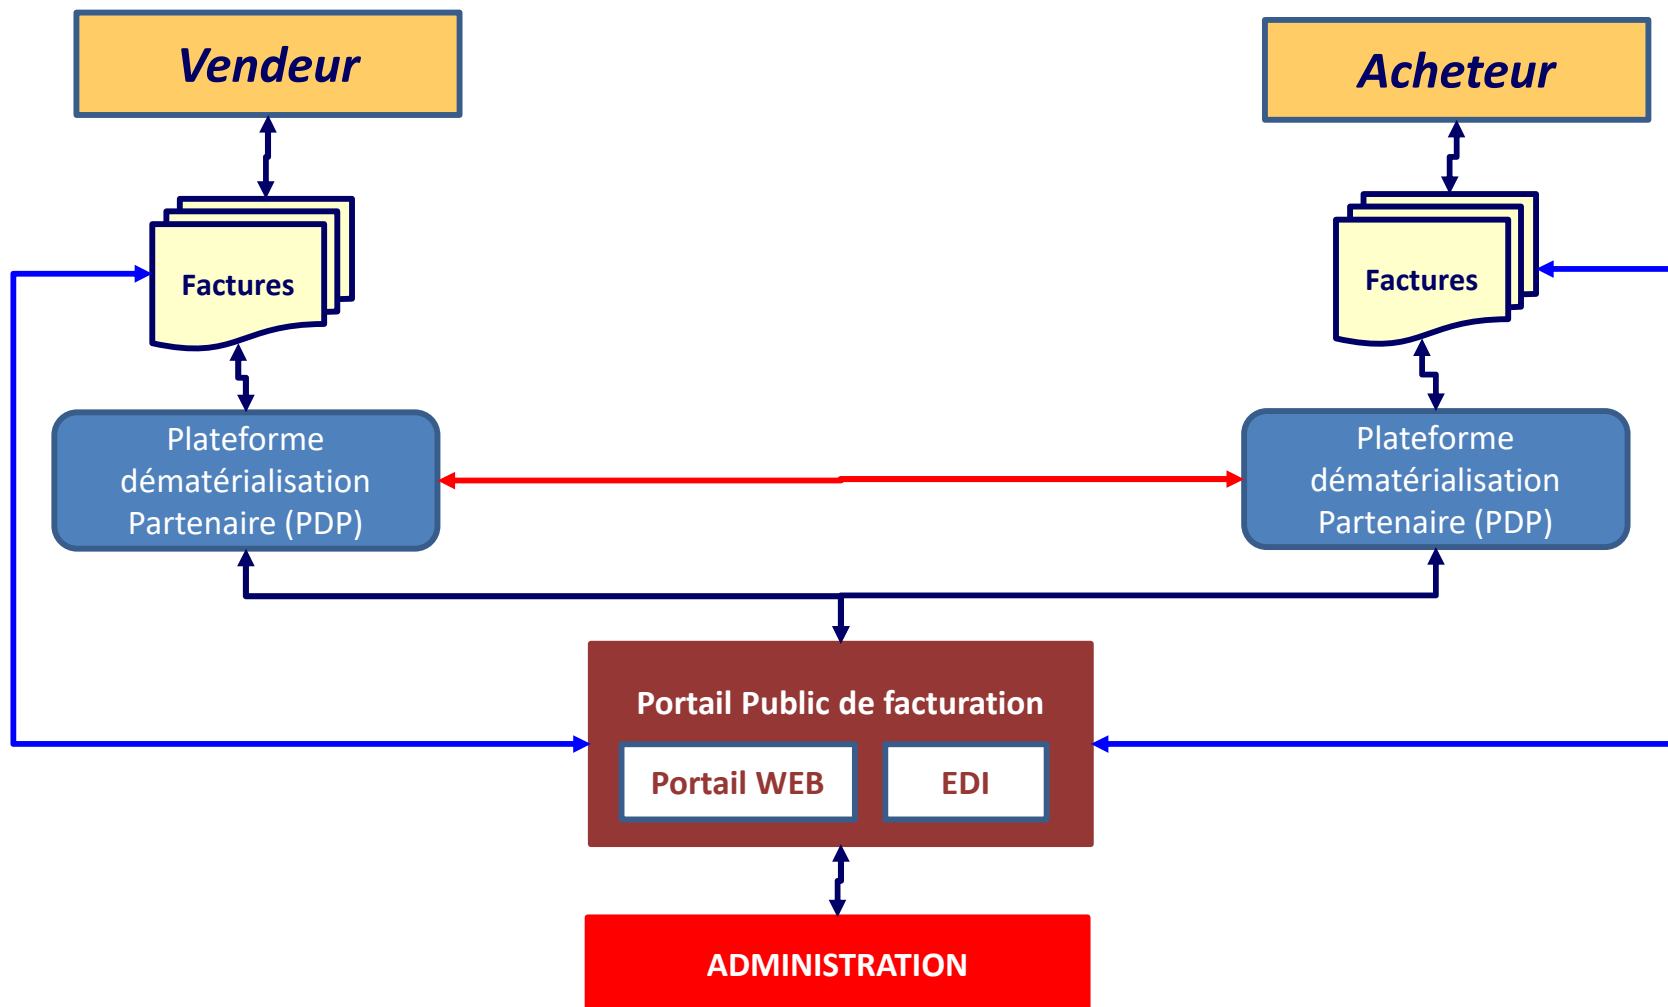 Vendeur
Acheteur
Factures
Factures
Plateforme
dématérialisation
Partenaire (PDP)
Plateforme
dématérialisation
Partenaire (PDP)
Portail Public de facturation
Portail WEB
EDI
ADMINISTRATION